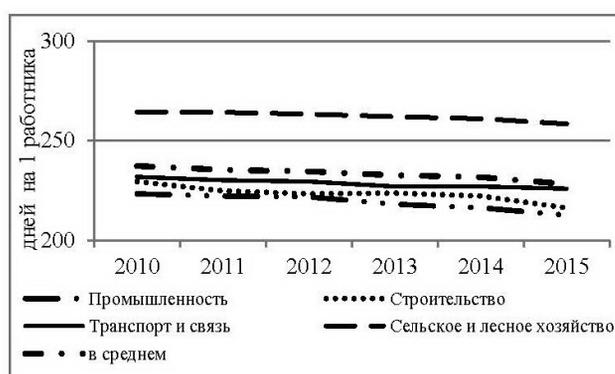 дней на 1 работника
300
250
200
2010 2011 2012 2013 2014 2015
Промышленность Строительство
Транспорт и связь Сельское и лесное хозяйство
в среднем